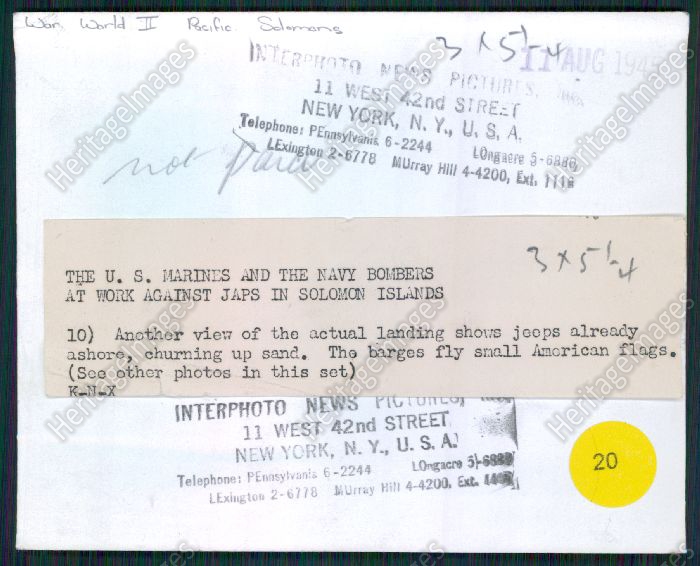 War, World II Pacific Solomons
3 x 5 1/4
11 AUG 194
INTERPHOTO NEWS PICTURES, INC.
11 WEST 42nd STREET
NEW YORK, N. Y., U. S. A.
Telephone: PEnnsylvania 6-2244 LOngacre 5-6886
LExington 2-6778 MUrray Hill 4-4200, Ext. 1116
not
3 x 5 1/4
THE U. S. MARINES AND THE NAVY BOMBERS
AT WORK AGAINST JAPS IN SOLOMON ISLANDS
10) Another view of the actual landing shows jeeps already
ashore, churning up sand. The barges fly small American flags.
(See other photos in this set)
K-N-X
INTERPHOTO NEWS PICTURES,
11 WEST 42nd STREET
NEW YORK, N. Y., U. S. A.
Telephone: PEnnsylvania 6-2244 LOngacre 5-6886
LExington 2-6778 MUrray Hill 4-4200, Ext.
20
HeritageImages